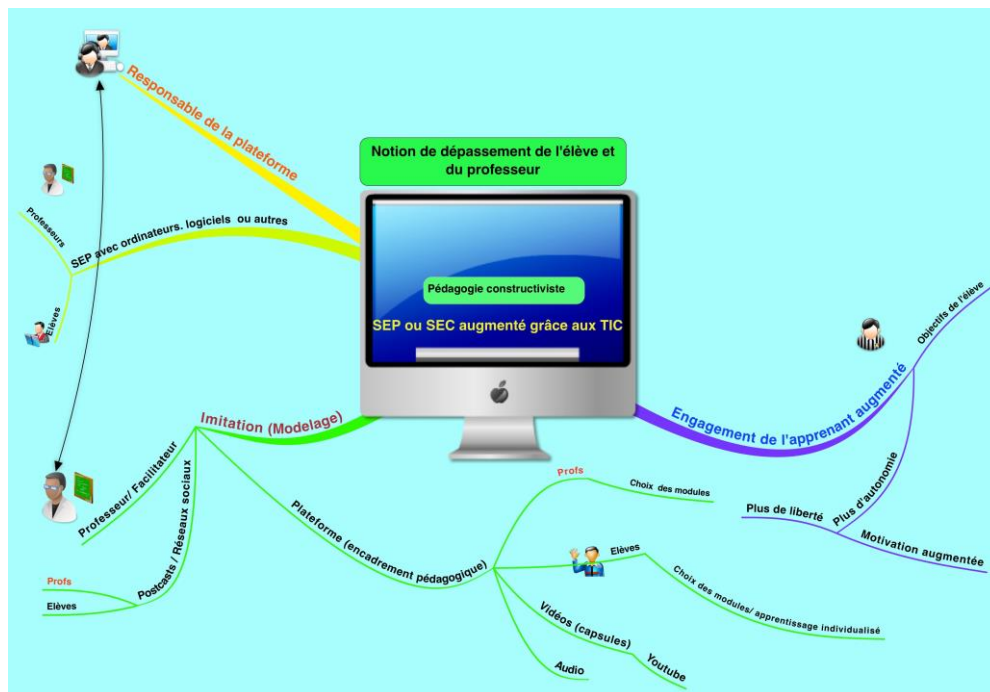 Responsable de la plateforme
Notion de dépassement de l'élève et
du professeur
Professeurs
SEP avec ordinateurs. logiciels ou autres
Elèves
Pédagogie constructiviste
SEP ou SEC augmenté grâce aux TIC
Objectifs de l'élève
Engagement de l'apprenant augmenté
Plus d'autonomie
Plus de liberté
Motivation augmentée
Imitation (Modelage)
Professeur/ Facilitateur
Postcasts / Réseaux sociaux
Profs
Elèves
Plateforme (encadrement pédagogique)
Profs
Choix des modules
Elèves
Choix des modules/ apprentissage individualisé
Vidéos (capsules)
Youtube
Audio